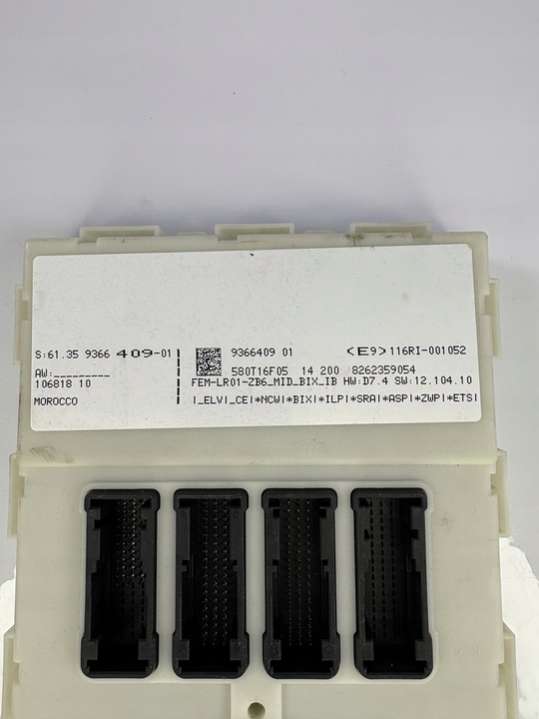 S:61.35 9366 409-01
AW:_________
106818 10
MOROCCO
9366409 01 <E9>116RI-001052
580T16F05 14 200 8262359054
FEM-LR01-ZB6_MID_BIX_IB HW:D7.4 SW:12.104.10
|_ELV|_CE|*NCW|*BIX|*ILP|*SRA|*ASP|*ZWP|*ETS|